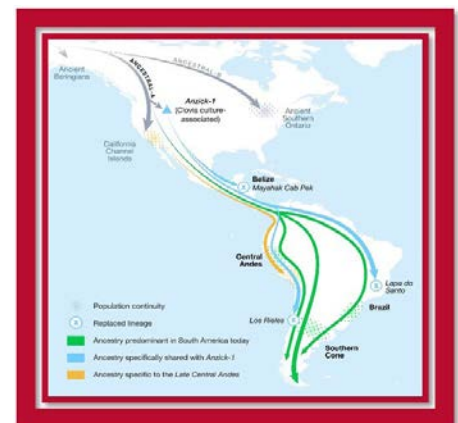 ANCESTRAL-B
Ancient
Beringians
ANCESTRAL-A
Anzick-1
(Clovis culture-
associated)
Ancient
Southern
Ontario
California
Channel
Islands
Belize
Mayahak Cab Pek
Central
Andes
Lapa do
Santo
Brazil
Los Rieles
Southern
Cone
Population continuity
Replaced lineage
Ancestry predominant in South America today
Ancestry specifically shared with Anzick-1
Ancestry specific to the Late Central Andes